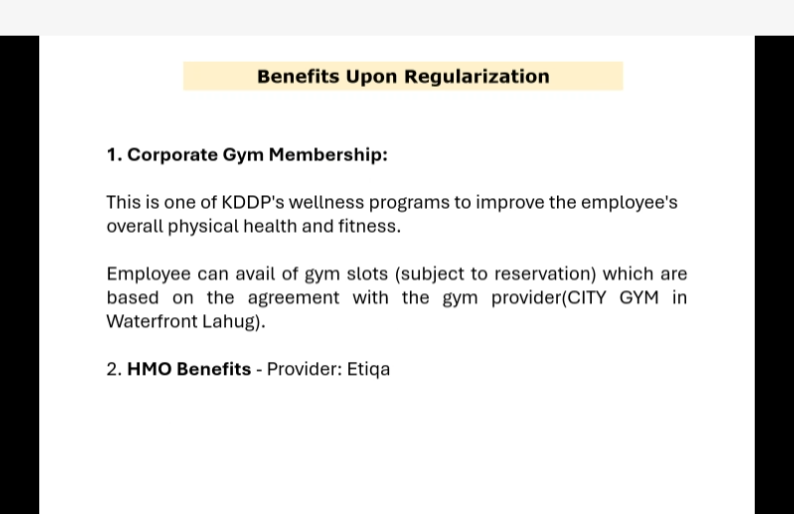 Benefits Upon Regularization
1. Corporate Gym Membership:
This is one of KDDP's wellness programs to improve the employee's
overall physical health and fitness.
Employee can avail of gym slots (subject to reservation) which are
based on the agreement with the gym provider(CITY GYM in
Waterfront Lahug).
2. HMO Benefits - Provider: Etiqa